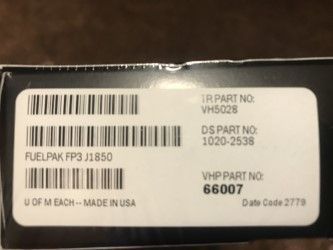 TR PART NO:
VH5028
DS PART NO:
1020-2538
FUELPAK FP3 J1850
VHP PART NO:
66007
U OF M EACH -- MADE IN USA
Date Code 2779